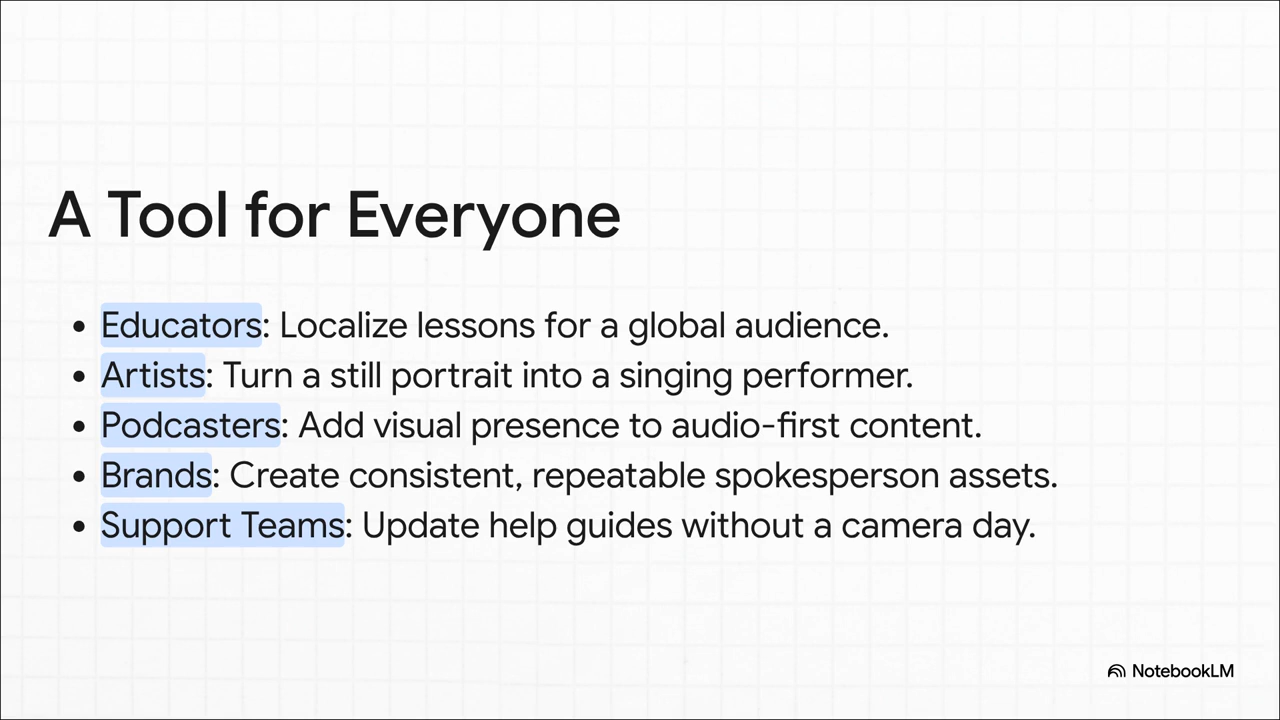 A Tool for Everyone
• Educators: Localize lessons for a global audience.
• Artists: Turn a still portrait into a singing performer.
• Podcasters: Add visual presence to audio-first content.
• Brands: Create consistent, repeatable spokesperson assets.
• Support Teams: Update help guides without a camera day.
NotebookLM